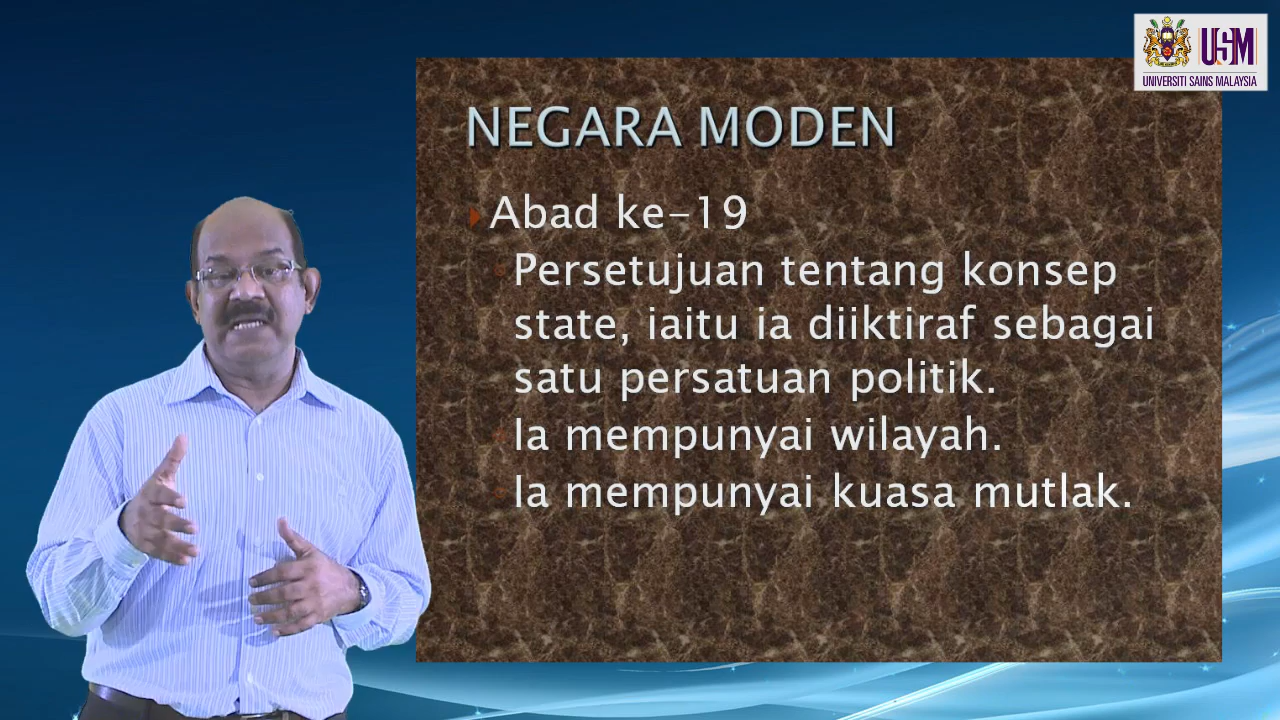 USM
UNIVERSITI SAINS MALAYSIA
NEGARA MODEN
Abad ke-19
Persetujuan tentang konsep
state, iaitu ia diiktiraf sebagai
satu persatuan politik.
Ia mempunyai wilayah.
Ia mempunyai kuasa mutlak.